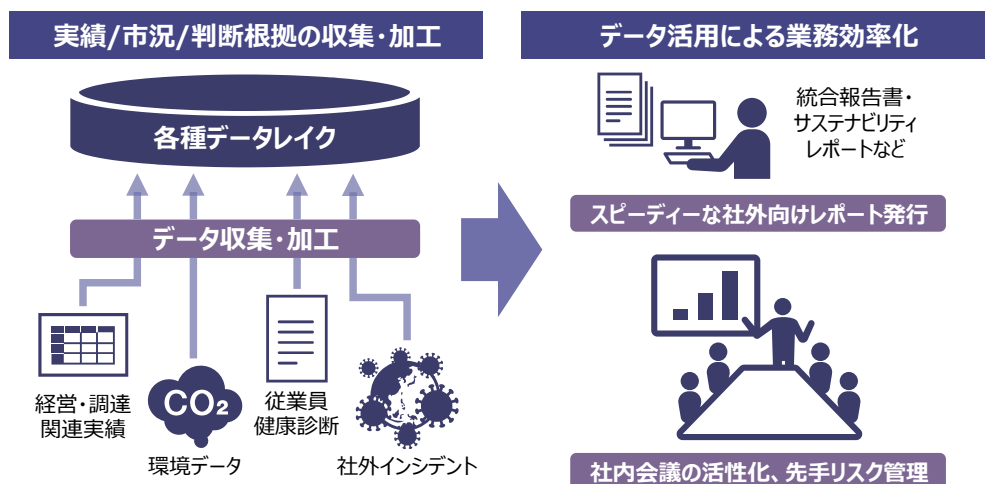 実績/市況/判断根拠の収集・加工
各種データレイク
データ収集・加工
経営・調達
関連実績
CO₂
環境データ
従業員
健康診断
社外インシデント
データ活用による業務効率化
統合報告書・
サステナビリティ
レポートなど
スピーディーな社外向けレポート発行
社内会議の活性化、先手リスク管理